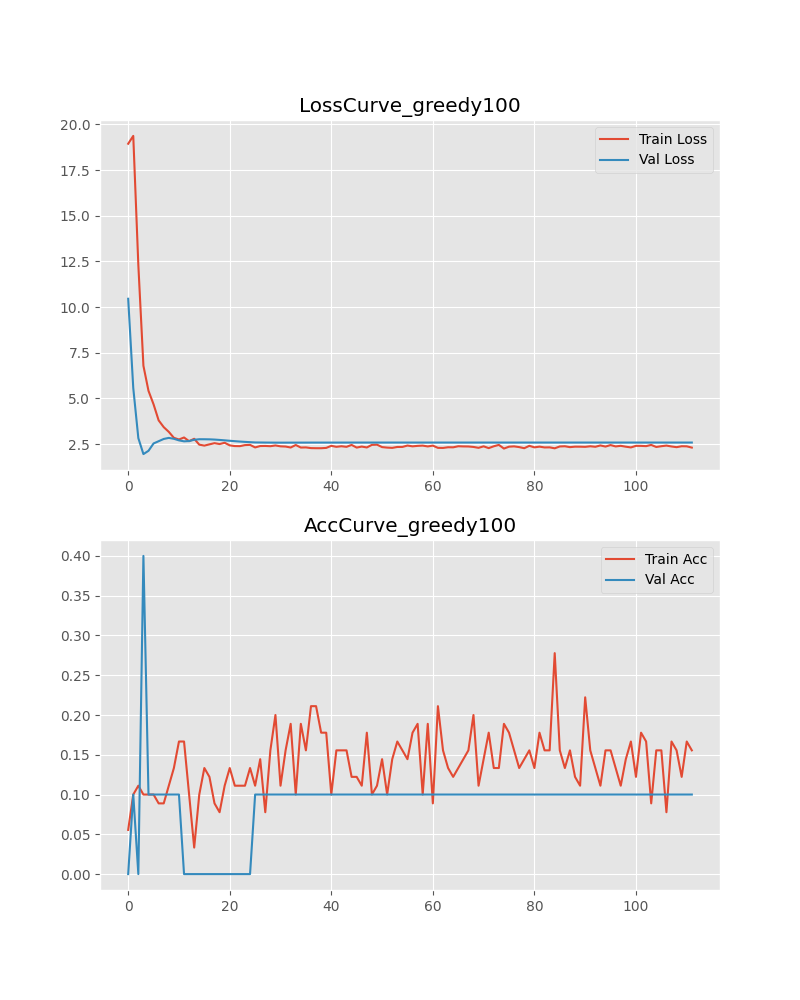 LossCurve_greedy100
20.0
17.5
15.0
12.5
10.0
7.5
5.0
2.5
Train Loss
Val Loss
0 20 40 60 80 100
AccCurve_greedy100
0.40
0.35
0.30
0.25
0.20
0.15
0.10
0.05
0.00
Train Acc
Val Acc
0 20 40 60 80 100